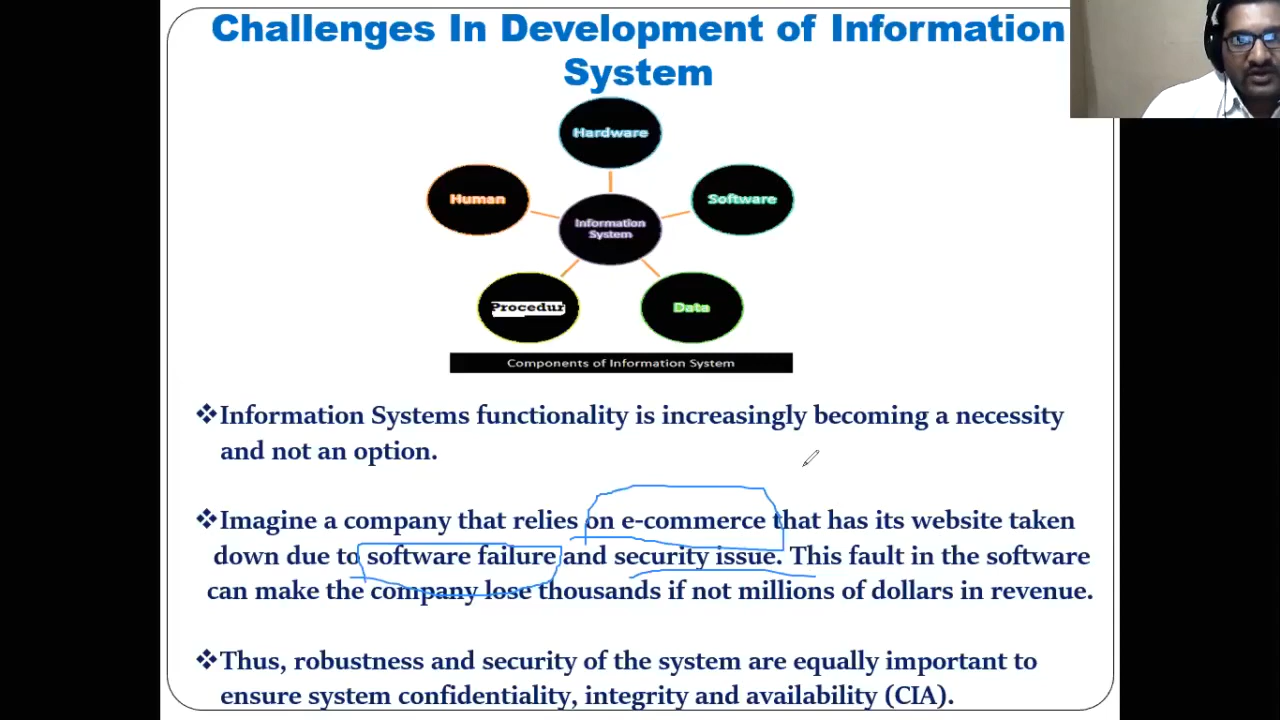 Challenges In Development of Information
System
Hardware
Human
Software
Information
System
Procedur
Data
Components of Information System
❖Information Systems functionality is increasingly becoming a necessity
and not an option.
❖Imagine a company that relies on e-commerce that has its website taken
down due to software failure and security issue. This fault in the software
can make the company lose thousands if not millions of dollars in revenue.
❖Thus, robustness and security of the system are equally important to
ensure system confidentiality, integrity and availability (CIA).